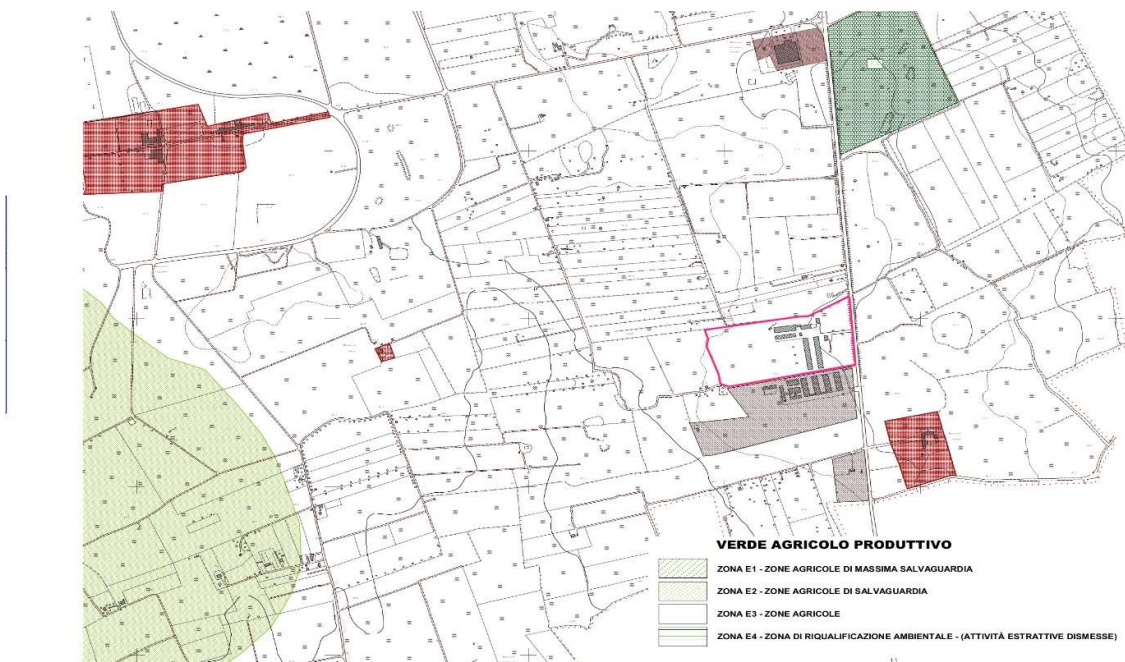 VERDE AGRICOLO PRODUTTIVO
ZONA E1 - ZONE AGRICOLE DI MASSIMA SALVAGUARDIA
ZONA E2 - ZONE AGRICOLE DI SALVAGUARDIA
ZONA E3 - ZONE AGRICOLE
ZONA E4 - ZONA DI RIQUALIFICAZIONE AMBIENTALE - (ATTIVITÀ ESTRATTIVE DISMESSE)